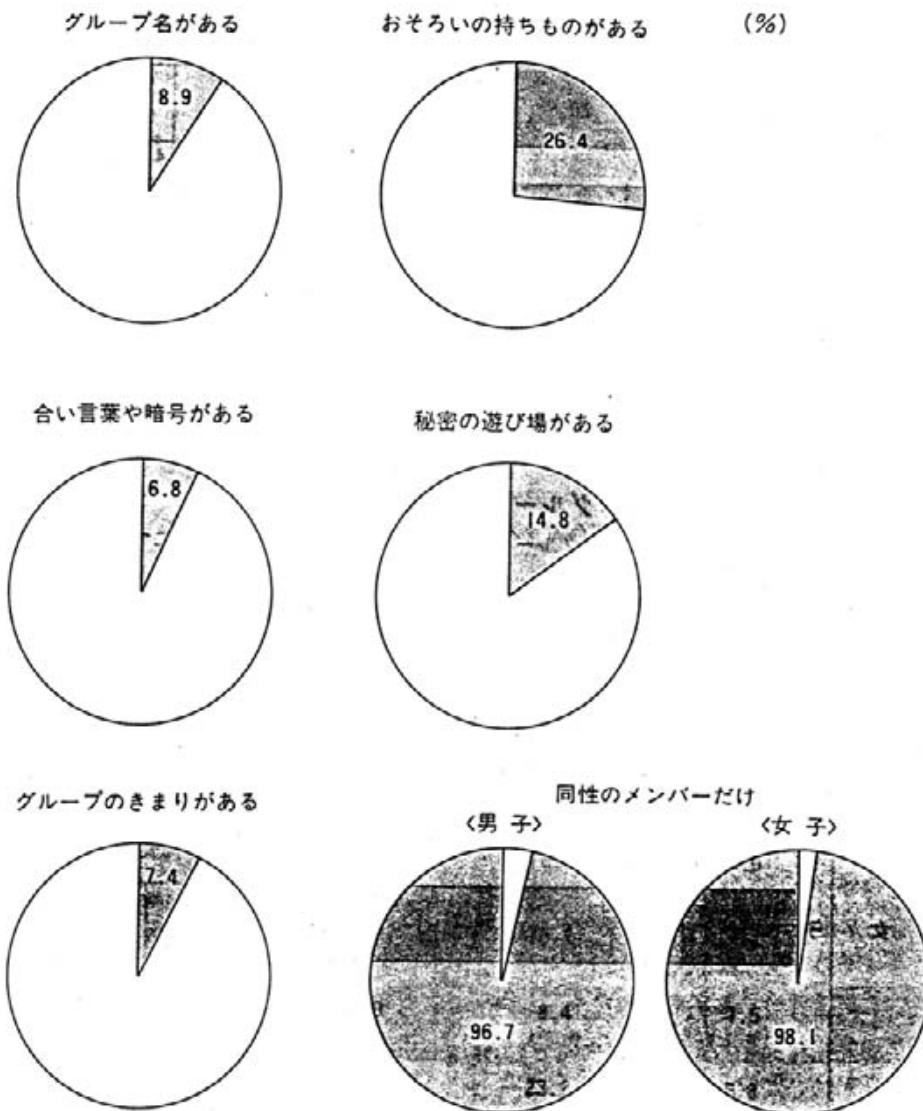 グループ名がある
おそろいの持ちものがある
(%)
8.9
26.4
合い言葉や暗号がある
秘密の遊び場がある
6.8
14.8
グループのきまりがある
同性のメンバーだけ
〈男 子〉
〈女 子〉
7.4
96.7
98.1